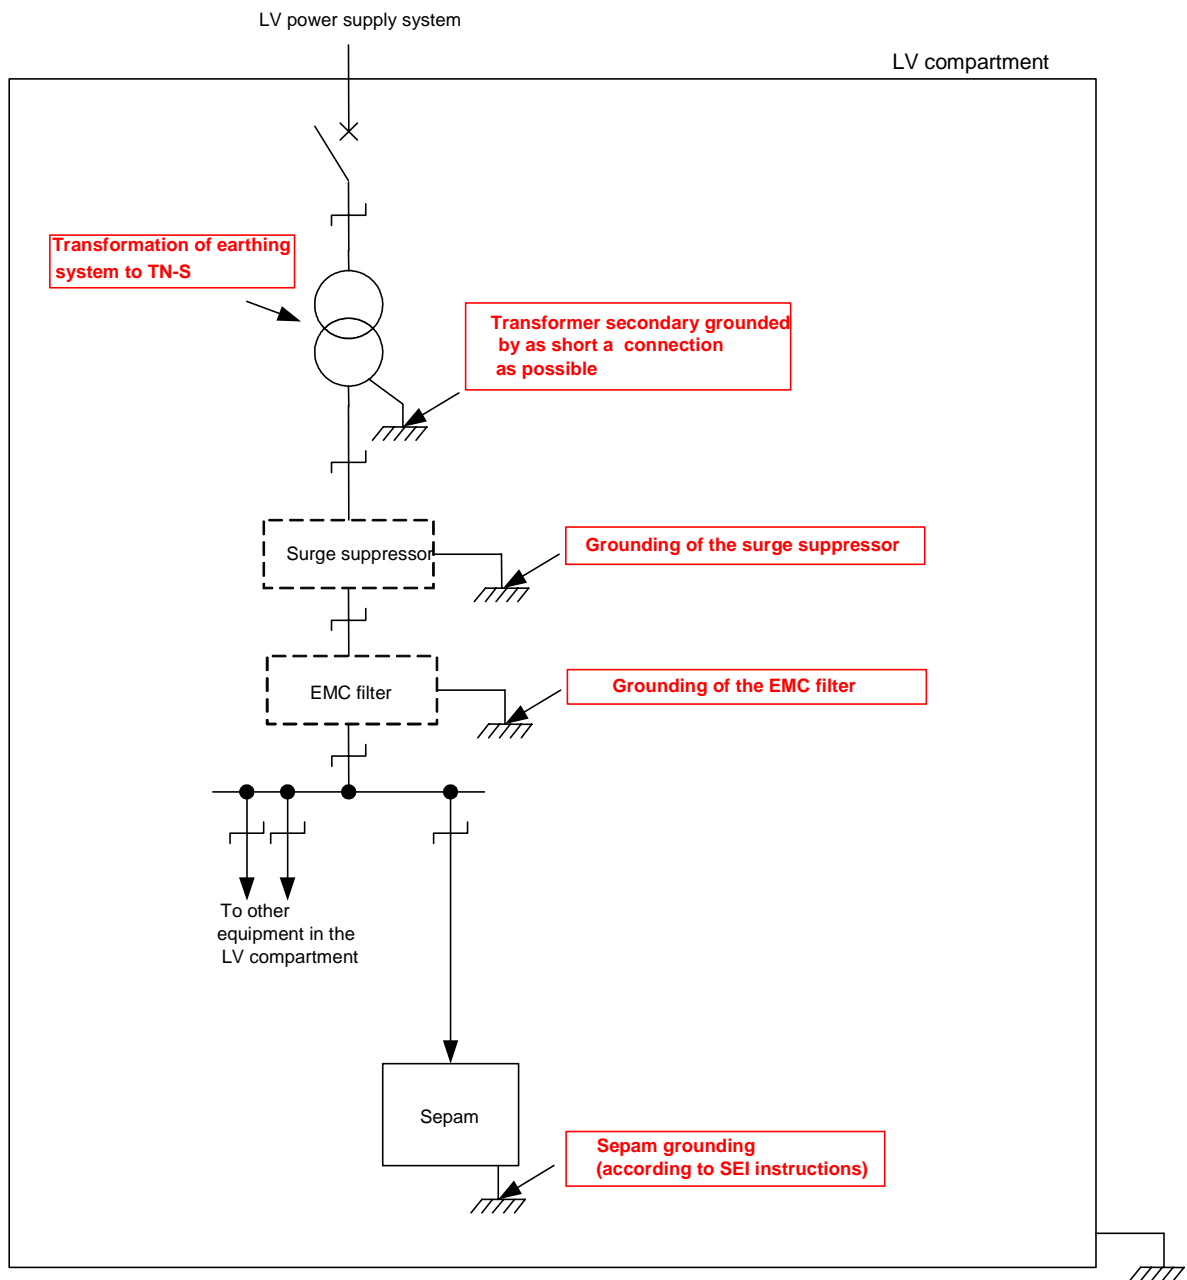 LV power supply system
LV compartment
Transformation of earthing
system to TN-S
Transformer secondary grounded
by as short a connection
as possible
Surge suppressor
Grounding of the surge suppressor
EMC filter
Grounding of the EMC filter
To other
equipment in the
LV compartment
Sepam
Sepam grounding
(according to SEI instructions)